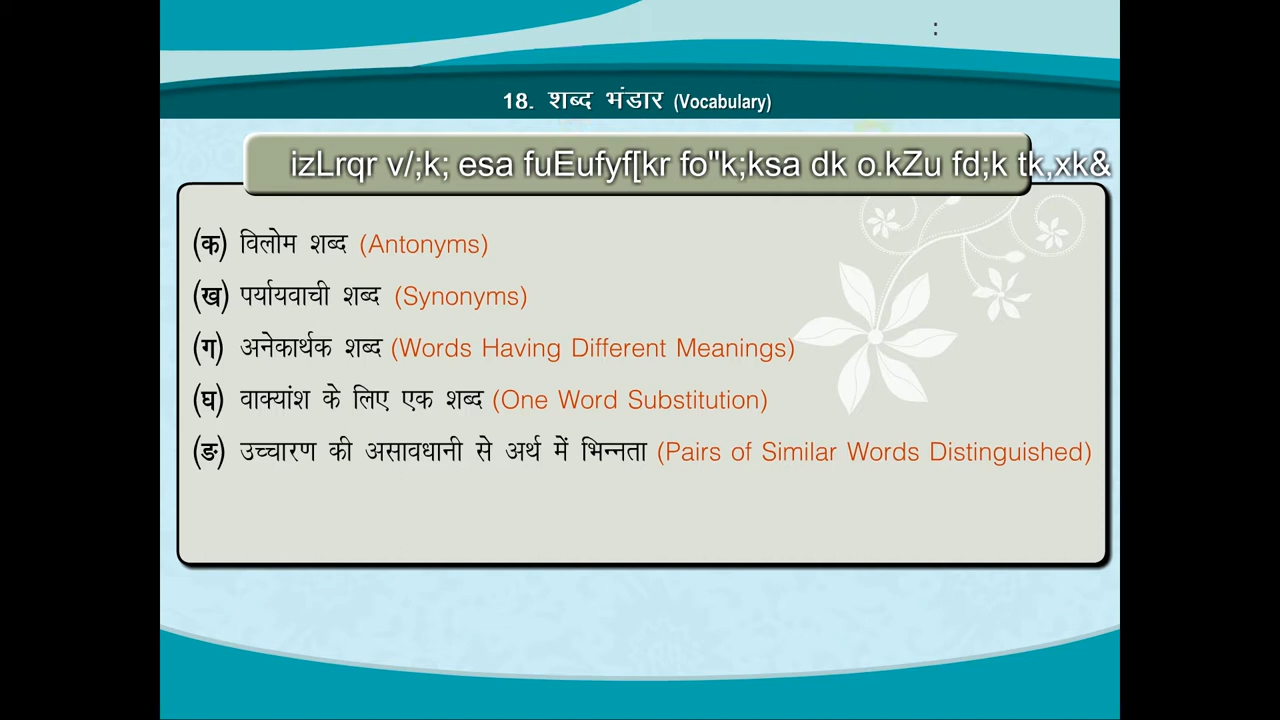 :
18. शब्द भंडार (Vocabulary)
izLrqr v/;k; esa fuEufyf[kr fo"k;ksa dk o.kZu fd;k tk,xk&
(क) विलोम शब्द (Antonyms)
(ख) पर्यायवाची शब्द (Synonyms)
(ग) अनेकार्थक शब्द (Words Having Different Meanings)
(घ) वाक्यांश के लिए एक शब्द (One Word Substitution)
(ङ) उच्चारण की असावधानी से अर्थ में भिन्नता (Pairs of Similar Words Distinguished)